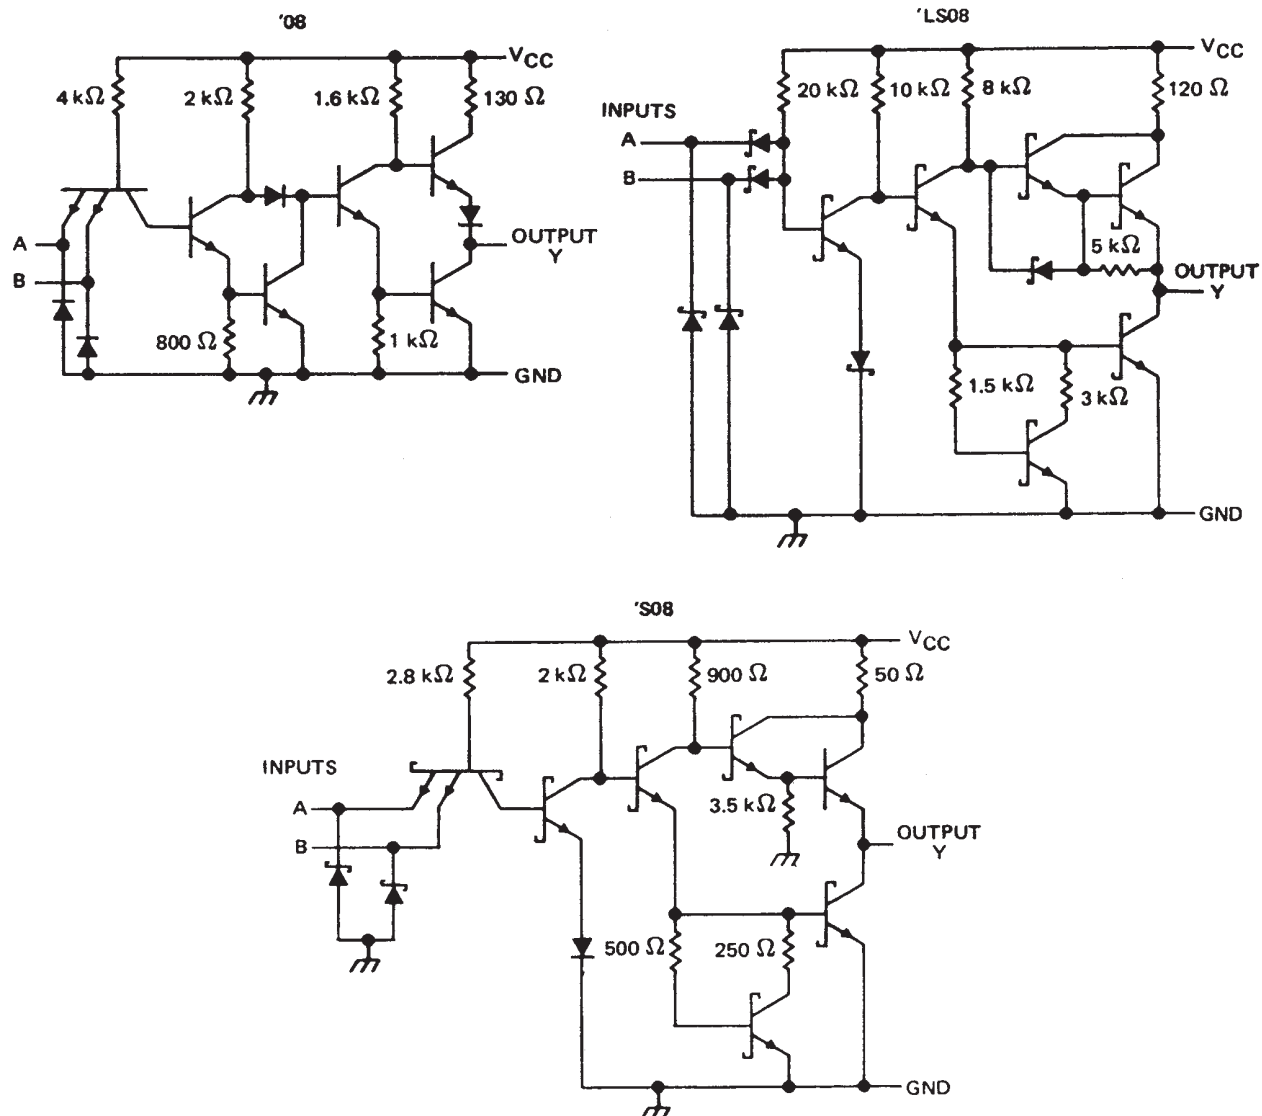 '08
VCC
4 kΩ
2 kΩ
1.6 kΩ
130 Ω
A
B
OUTPUT
Y
800 Ω
1 kΩ
GND
'LS08
VCC
20 kΩ
10 kΩ
8 kΩ
120 Ω
INPUTS
A
B
5 kΩ
OUTPUT
Y
1.5 kΩ
3 kΩ
GND
'S08
VCC
2.8 kΩ
2 kΩ
900 Ω
50 Ω
INPUTS
A
B
3.5 kΩ
OUTPUT
Y
500 Ω
250 Ω
GND